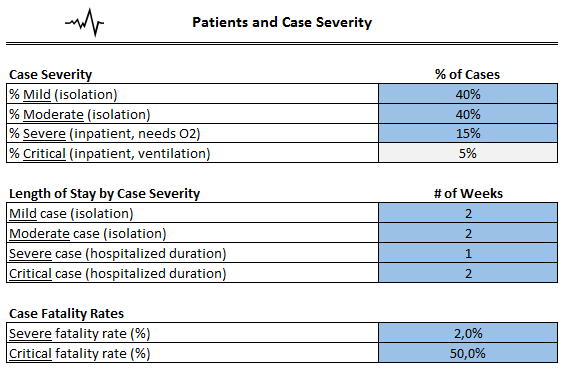 Patients and Case Severity
Case Severity % of Cases
% Mild (isolation) 40%
% Moderate (isolation) 40%
% Severe (inpatient, needs O2) 15%
% Critical (inpatient, ventilation) 5%
Length of Stay by Case Severity # of Weeks
Mild case (isolation) 2
Moderate case (isolation) 2
Severe case (hospitalized duration) 1
Critical case (hospitalized duration) 2
Case Fatality Rates
Severe fatality rate (%) 2,0%
Critical fatality rate (%) 50,0%